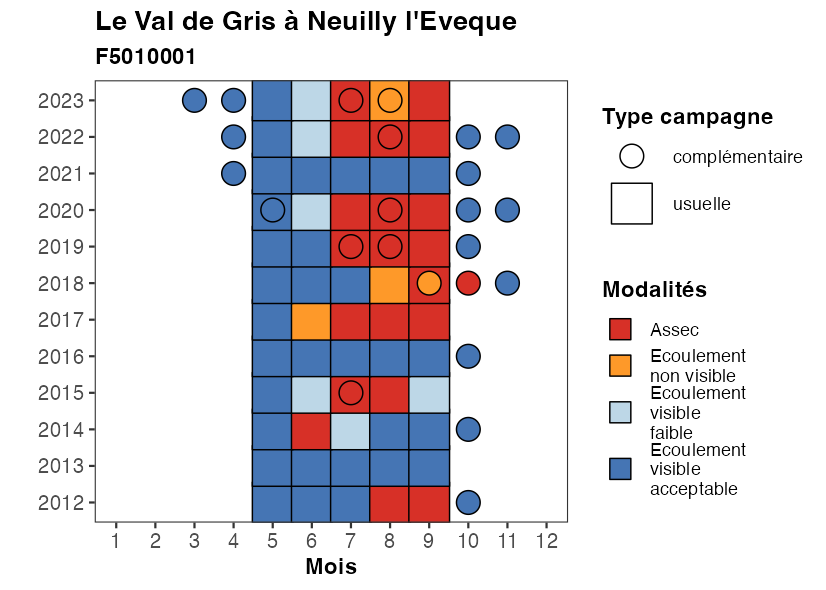 Le Val de Gris à Neuilly l'Eveque
F5010001
2023
2022
2021
2020
2019
2018
2017
2016
2015
2014
2013
2012
1 2 3 4 5 6 7 8 9 10 11 12
Mois
Type campagne
complémentaire
usuelle
Modalités
Assec
Ecoulement
non visible
Ecoulement
visible
faible
Ecoulement
visible
acceptable